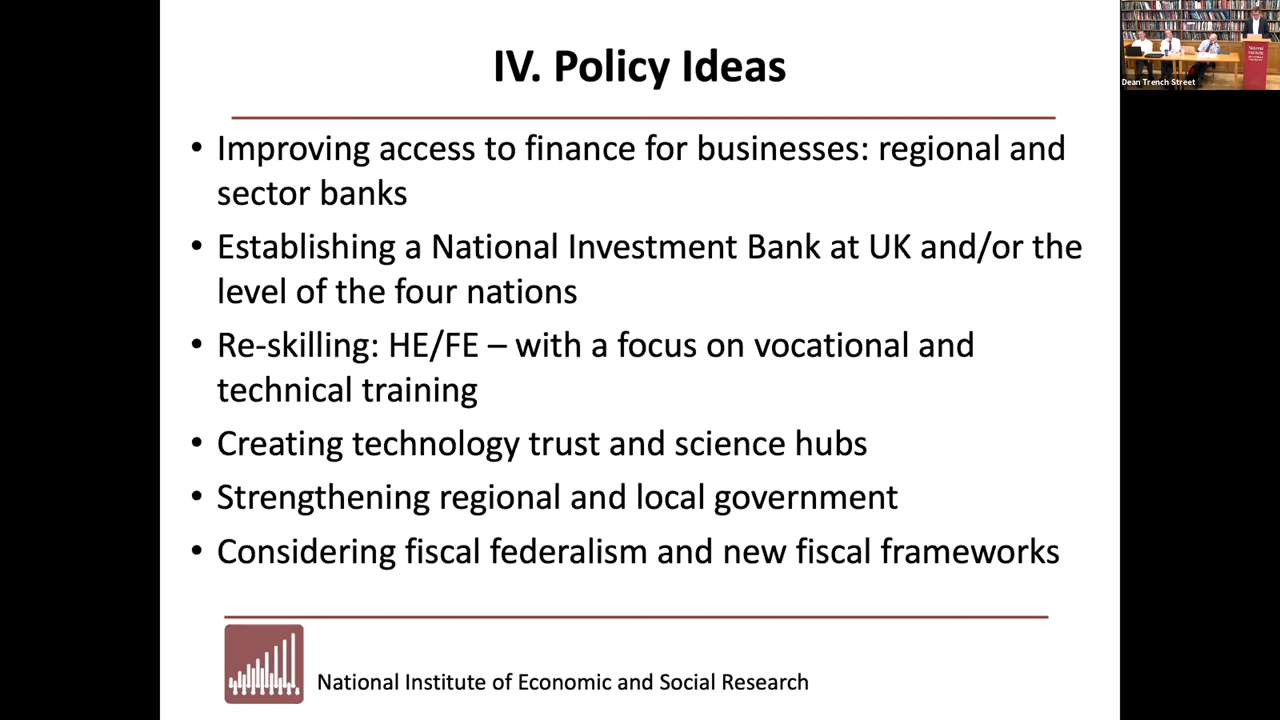 IV. Policy Ideas
• Improving access to finance for businesses: regional and
sector banks
• Establishing a National Investment Bank at UK and/or the
level of the four nations
• Re-skilling: HE/FE – with a focus on vocational and
technical training
• Creating technology trust and science hubs
• Strengthening regional and local government
• Considering fiscal federalism and new fiscal frameworks
National Institute of Economic and Social Research
Dean Trench Street